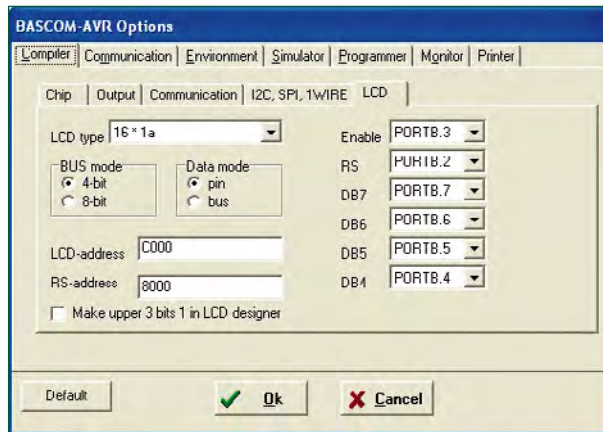 BASCOM-AVR Options
Compiler Communication Environment Simulator Programmer Monitor Printer
Chip Output Communication I2C, SPI, 1WIRE LCD
LCD type 16 * 1a
BUS mode
4-bit
8-bit
Data mode
pin
bus
LCD-address C000
RS-address 8000
Make upper 3 bits 1 in LCD designer
Enable PORTB.3
RS PORTB.2
DB7 PORTB.7
DB6 PORTB.6
DB5 PORTB.5
DB4 PORTB.4
Default Ok Cancel